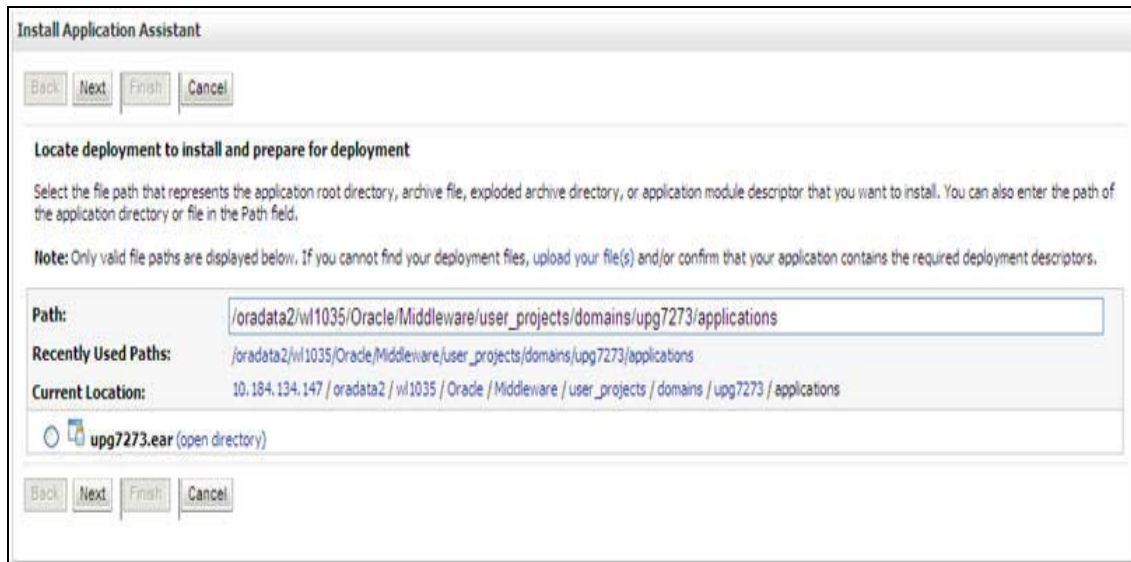 Install Application Assistant
Back Next Finish Cancel
Locate deployment to install and prepare for deployment
Select the file path that represents the application root directory, archive file, exploded archive directory, or application module descriptor that you want to install. You can also enter the path of
the application directory or file in the Path field.
Note: Only valid file paths are displayed below. If you cannot find your deployment files, upload your file(s) and/or confirm that your application contains the required deployment descriptors.
Path: /oradata2/wl1035/Oracle/Middleware/user_projects/domains/upg7273/applications
Recently Used Paths: /oradata2/wl1035/Oracle/Middleware/user_projects/domains/upg7273/applications
Current Location: 10.184.134.147 / oradata2 / wl1035 / Oracle / Middleware / user_projects / domains / upg7273 / applications
upg7273.ear (open directory)
Back Next Finish Cancel